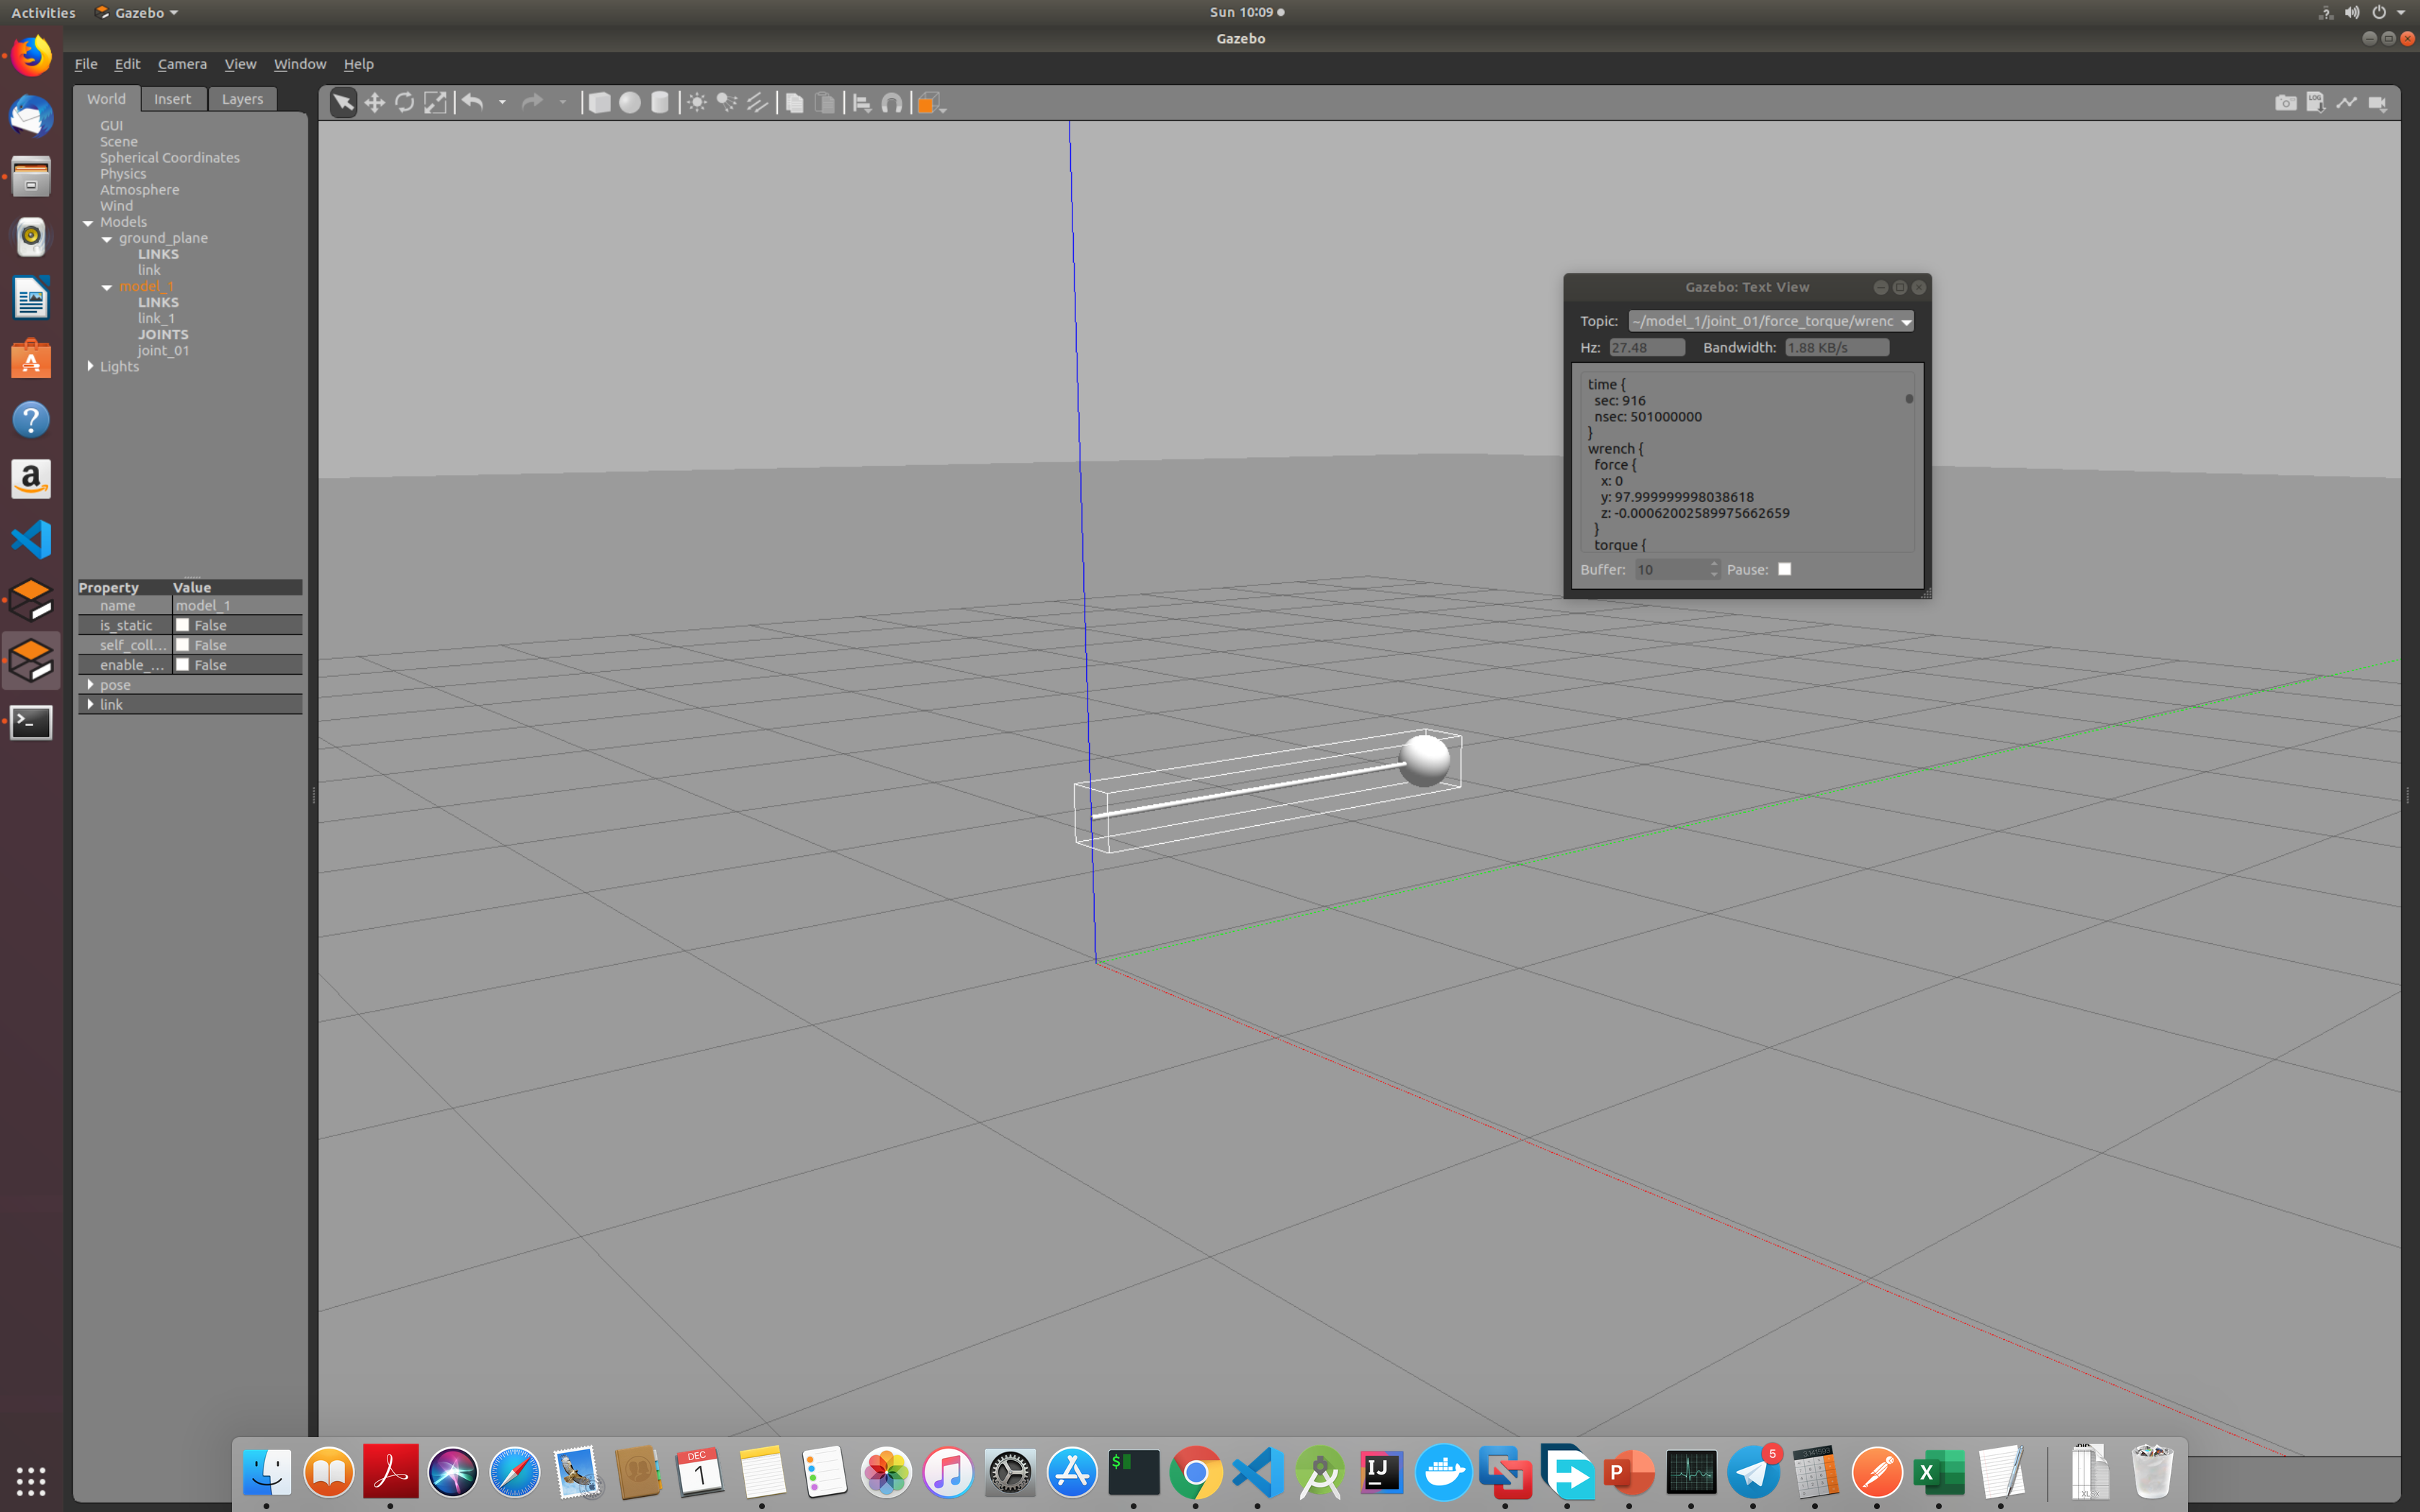 Activities Gazebo Sun 10:09
Gazebo
File Edit Camera View Window Help
World Insert Layers
GUI
Scene
Spherical Coordinates
Physics
Atmosphere
Wind
Models
ground_plane
LINKS
link
model_1
LINKS
link_1
JOINTS
joint_01
Lights
Property Value
name model_1
is_static False
self_coll... False
enable_... False
pose
link
LOG
Gazebo: Text View
Topic: ~/model_1/joint_01/force_torque/wrenc
Hz: 27.48 Bandwidth: 1.88 KB/s
time {
sec: 916
nsec: 501000000
}
wrench {
force {
x: 0
y: 97.999999998038618
z: -0.00062002589975662659
}
torque {
Buffer: 10 Pause:
DEC
1
$
IJ
P
5
X
XLSX